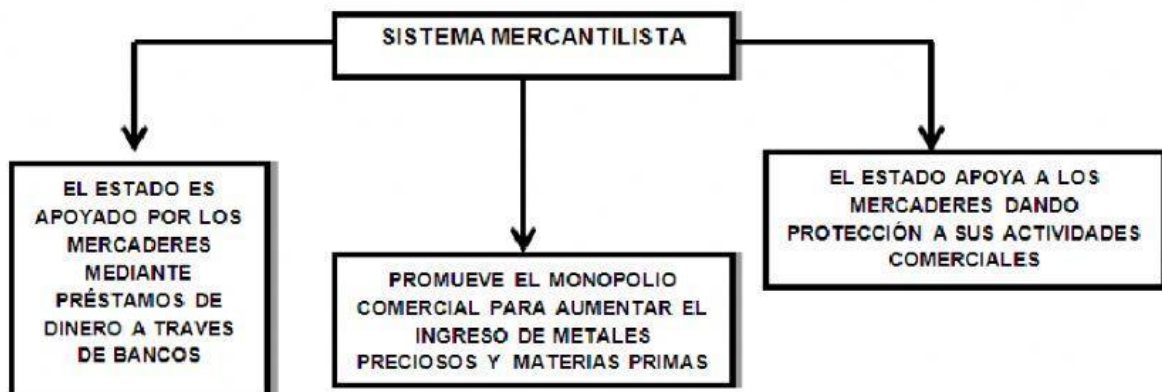 SISTEMA MERCANTILISTA
EL ESTADO ES
APOYADO POR LOS
MERCADERES
MEDIANTE
PRÉSTAMOS DE
DINERO A TRAVES
DE BANCOS
PROMUEVE EL MONOPOLIO
COMERCIAL PARA AUMENTAR EL
INGRESO DE METALES
PRECIOSOS Y MATERIAS PRIMAS
EL ESTADO APOYA A LOS
MERCADERES DANDO
PROTECCIÓN A SUS ACTIVIDADES
COMERCIALES